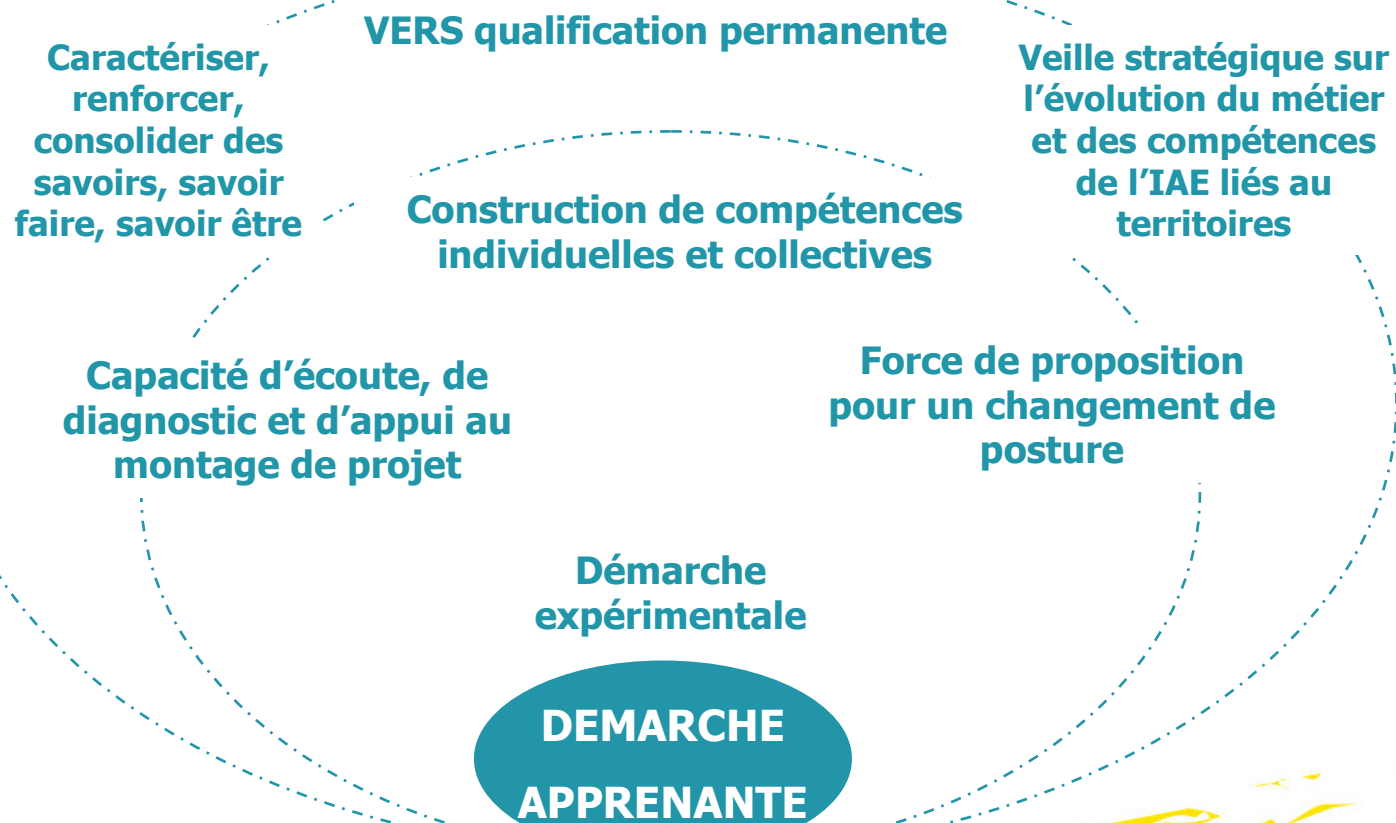 VERS qualification permanente
Caractériser,
renforcer,
consolider des
savoirs, savoir
faire, savoir être
Veille stratégique sur
l’évolution du métier
et des compétences
de l’IAE liés au
territoires
Construction de compétences
individuelles et collectives
Capacité d’écoute, de
diagnostic et d’appui au
montage de projet
Force de proposition
pour un changement de
posture
Démarche
expérimentale
DEMARCHE
APPRENANTE